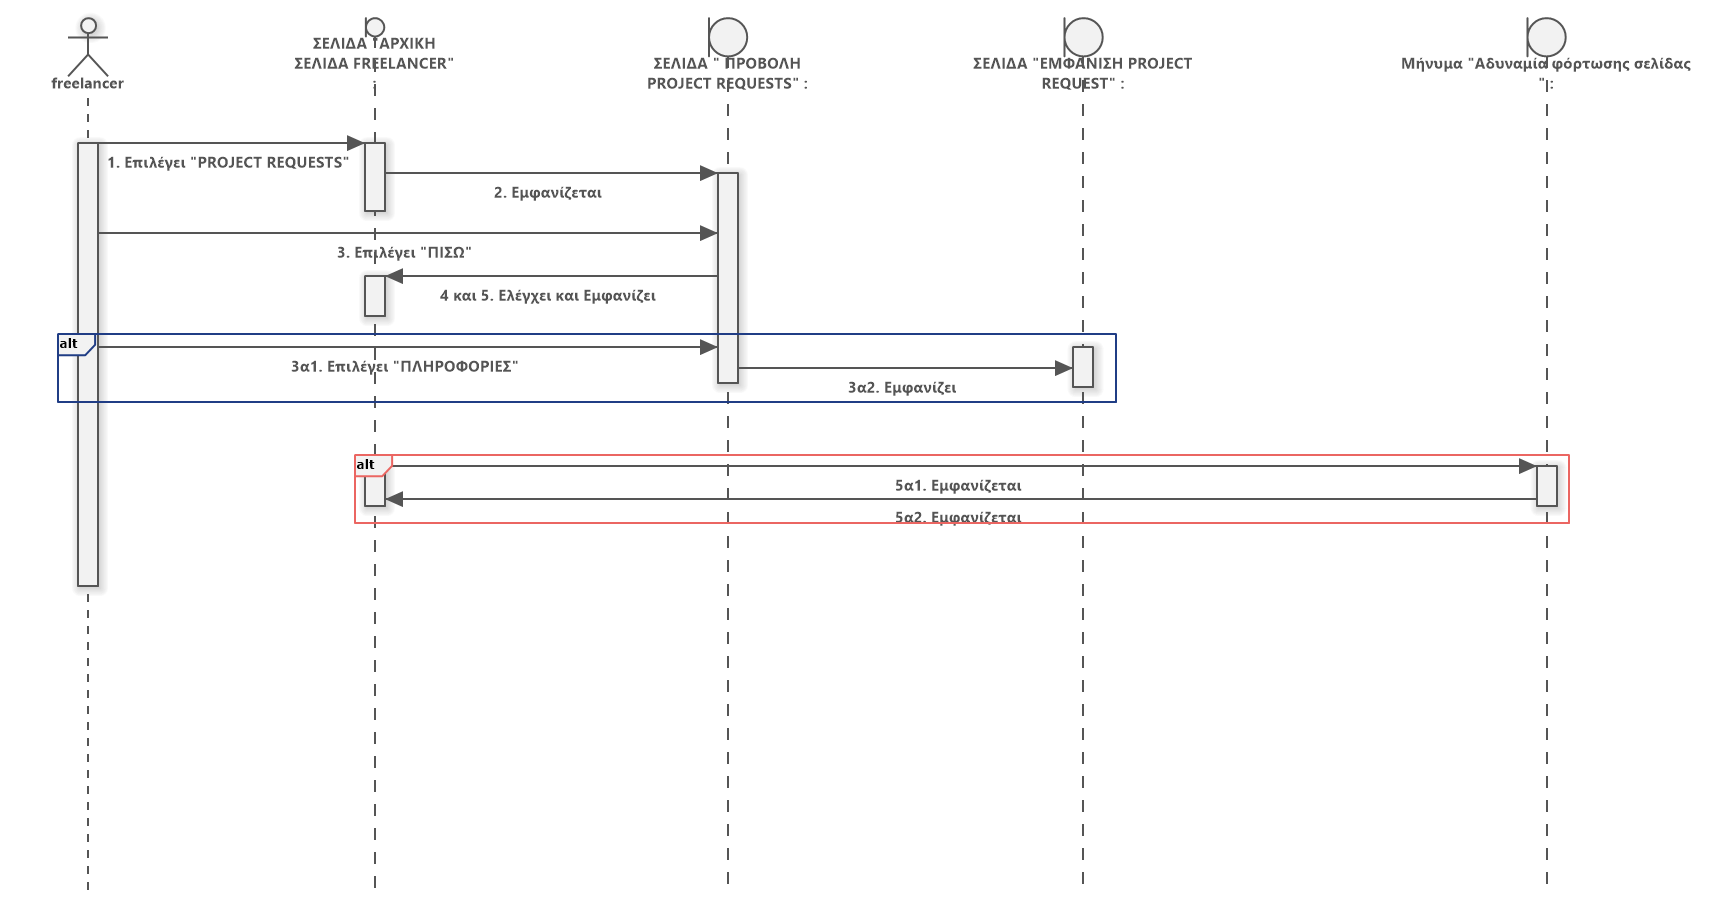 freelancer
ΣΕΛΙΔΑ "ΑΡΧΙΚΗ
ΣΕΛΙΔΑ FREELANCER"
:
ΣΕΛΙΔΑ " ΠΡΟΒΟΛΗ
PROJECT REQUESTS" :
ΣΕΛΙΔΑ "ΕΜΦΑΝΙΣΗ PROJECT
REQUEST" :
Μήνυμα "Αδυναμία φόρτωσης σελίδας
" :
1. Επιλέγει "PROJECT REQUESTS"
2. Εμφανίζεται
3. Επιλέγει "ΠΙΣΩ"
4 και 5. Ελέγχει και Εμφανίζει
alt
3α1. Επιλέγει "ΠΛΗΡΟΦΟΡΙΕΣ"
3α2. Εμφανίζει
alt
5α1. Εμφανίζεται
5α2. Εμφανίζεται